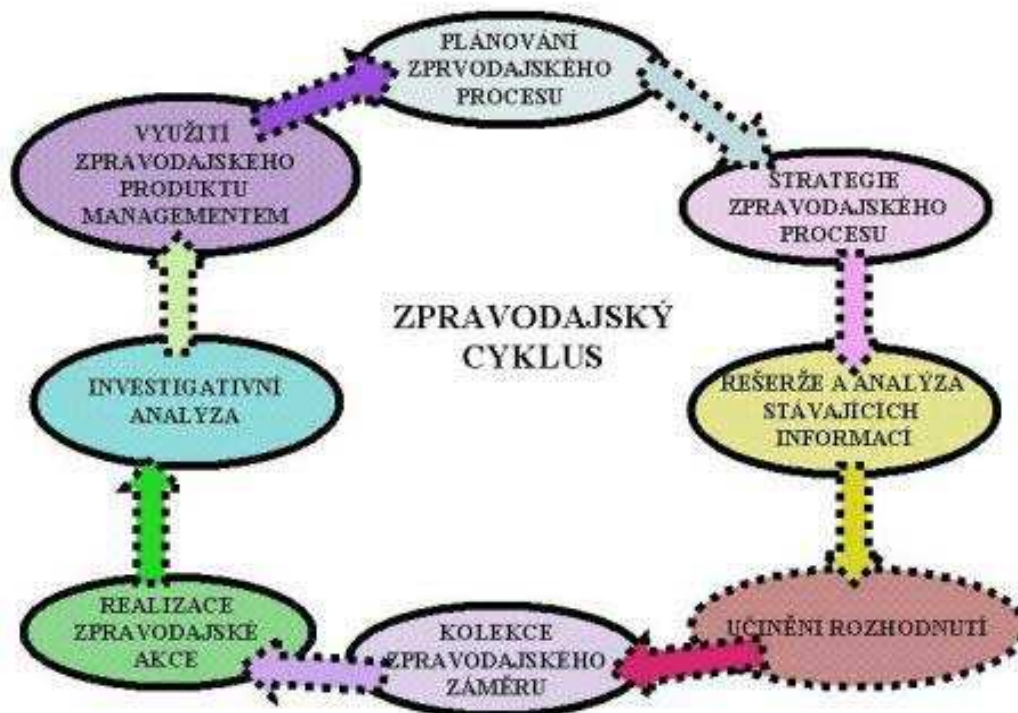 PLÁNOVÁNÍ
ZPRVODAJSKÉHO
PROCESU
STRATEGIE
ZPRAVODAJSKÉHO
PROCESU
REŠERŽE A ANALÝZA
STÁVAJÍCÍCH
INFORMACÍ
UČINĚNÍ ROZHODNUTÍ
KOLEKCE
ZPRAVODAJSKÉHO
ZÁMĚRU
REALIZACE
ZPRAVODAJSKÉ
AKCE
INVESTIGATIVNÍ
ANALÝZA
VYUŽITÍ
ZPRAVODAJSKÉHO
PRODUKTU
MANAGEMENTEM
ZPRAVODAJSKÝ
CYKLUS